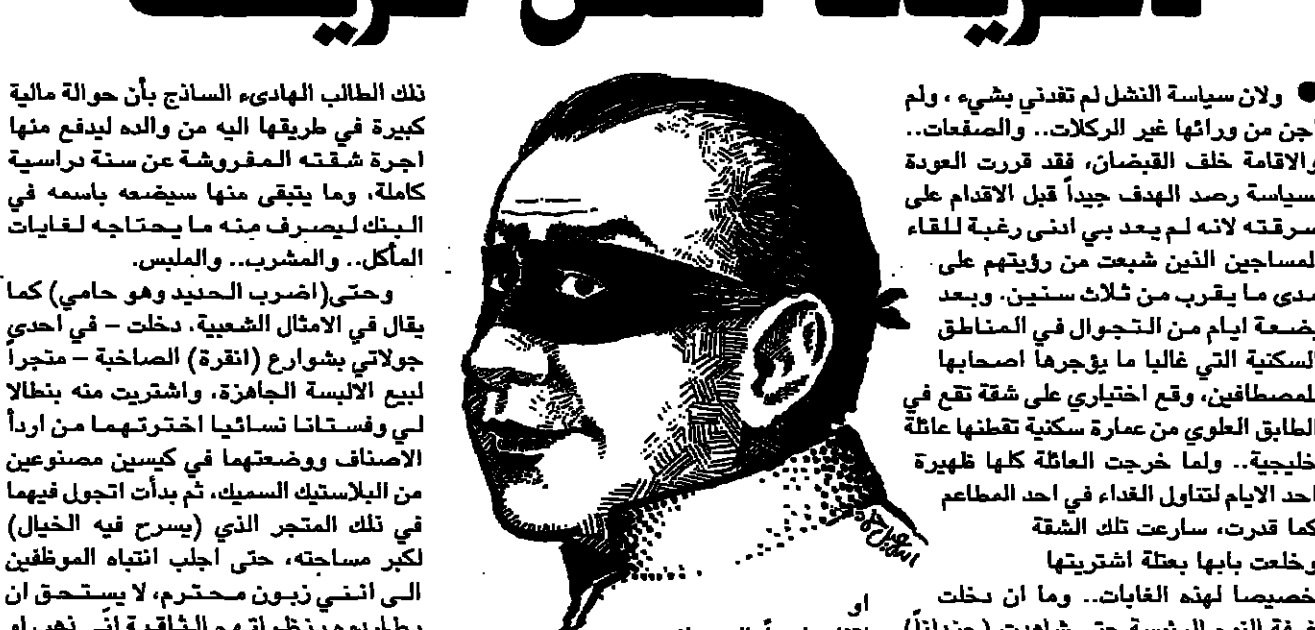 ولان سياسة النشل لم تفدني بشيء ، ولم
اجن من ورائها غير الركلات.. والصفعات..
والاقامة خلف القبضان، فقد قررت العودة
لسياسة رصد الهدف جيداً قبل الاقدام على
سرقته لانه لم يعد بي ادنى رغبة للقاء
المساجين الذين شبعت من رؤيتهم على
مدى ما يقرب من ثلاث سنين. وبعد
بضعة ايام من التجوال في المناطق
السكنية التي غالبا ما يؤجرها اصحابها
للمصطافين، وقع اختياري على شقة تقع في
الطابق العلوي من عمارة سكنية تقطنها عائلة
خليجية.. ولما خرجت العائلة كلها ظهيرة
احد الايام لتناول الغداء في احد المطاعم
كما قدرت، سارعت تلك الشقة
وخلعت بابها بعتلة اشتريتها
خصيصا لهذه الغايات.. وما ان دخلت
او
ذلك الطالب الهادىء الساذج بأن حوالة مالية
كبيرة في طريقها اليه من والده ليدفع منها
اجرة شقته المفروشة عن سنة دراسية
كاملة، وما يتبقى منها سيضعه باسمه في
البنك ليصرف منه ما يحتاجه لغايات
المأكل.. والمشرب.. والملبس.
وحتى(اضرب الحديد وهو حامي) كما
يقال في الامثال الشعبية، دخلت – في احدى
جولاتي بشوارع (انقرة) الصاخبة – متجراً
لبيع الالبسة الجاهزة، واشتريت منه بنطالا
لي وفستانا نسائيا اخترتهما من اردأ
الاصناف ووضعتهما في كيسين مصنوعين
من البلاستيك السميك، ثم بدأت اتجول فيهما
في ذلك المتجر الذي (يسرح فيه الخيال)
لكبر مساحته، حتى اجلب انتباه الموظفين
الى انني زبون محترم، لا يستحق ان